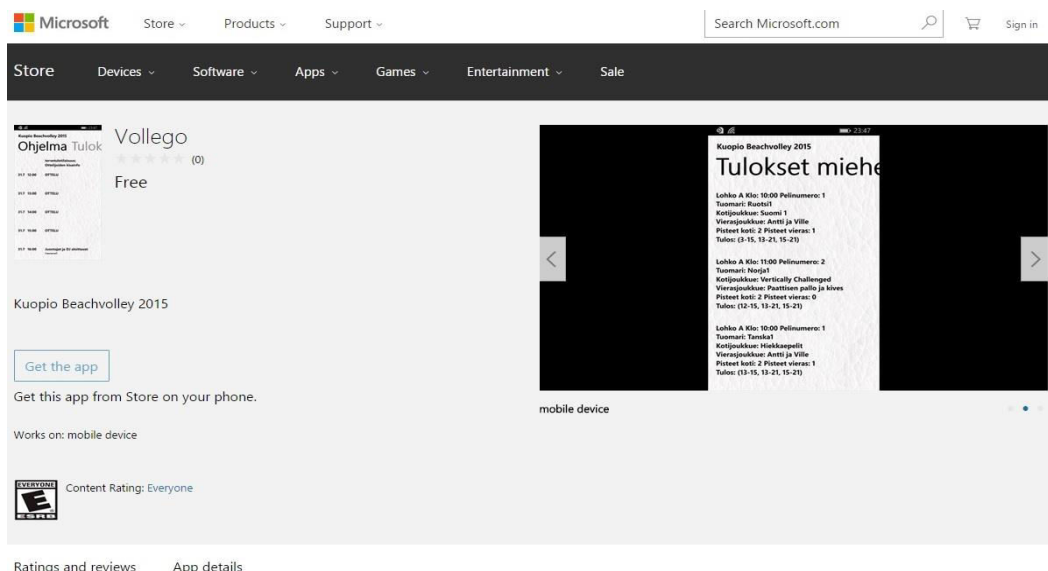 Microsoft
Store
Products
Support
Search Microsoft.com
Sign in
Store
Devices
Software
Apps
Games
Entertainment
Sale
Kuopio Beachvolley 2015
Ohjelma Tulok
Vollego
(0)
Free
Kuopio Beachvolley 2015
Get the app
Get this app from Store on your phone.
Works on: mobile device
EVERYONE
E
ESRB
Content Rating: Everyone
23:47
Kuopio Beachvolley 2015
Tulokset miehe
Lohko A Klo: 10:00 Pelinumero: 1
Tuomari: Ruotsi1
Kotijoukkue: Suomi 1
Vierasjoukkue: Antti ja Ville
Pisteet koti: 2 Pisteet vieras: 1
Tulos: (3-15, 13-21, 15-21)
Lohko A Klo: 11:00 Pelinumero: 2
Tuomari: Norja1
Kotijoukkue: Vertically Challenged
Vierasjoukkue: Paattisen pallo ja kives
Pisteet koti: 2 Pisteet vieras: 0
Tulos: (12-15, 13-21, 15-21)
Lohko A Klo: 10:00 Pelinumero: 1
Tuomari: Tanska1
Kotijoukkue: Hiekkaepelit
Vierasjoukkue: Antti ja Ville
Pisteet koti: 2 Pisteet vieras: 1
Tulos: (13-15, 13-21, 15-21)
mobile device
Ratings and reviews
App details